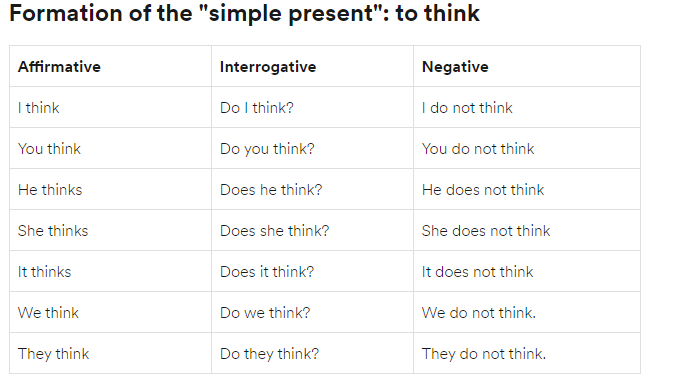 Formation of the "simple present": to think
Affirmative Interrogative Negative
I think Do I think? I do not think
You think Do you think? You do not think
He thinks Does he think? He does not think
She thinks Does she think? She does not think
It thinks Does it think? It does not think
We think Do we think? We do not think.
They think Do they think? They do not think.